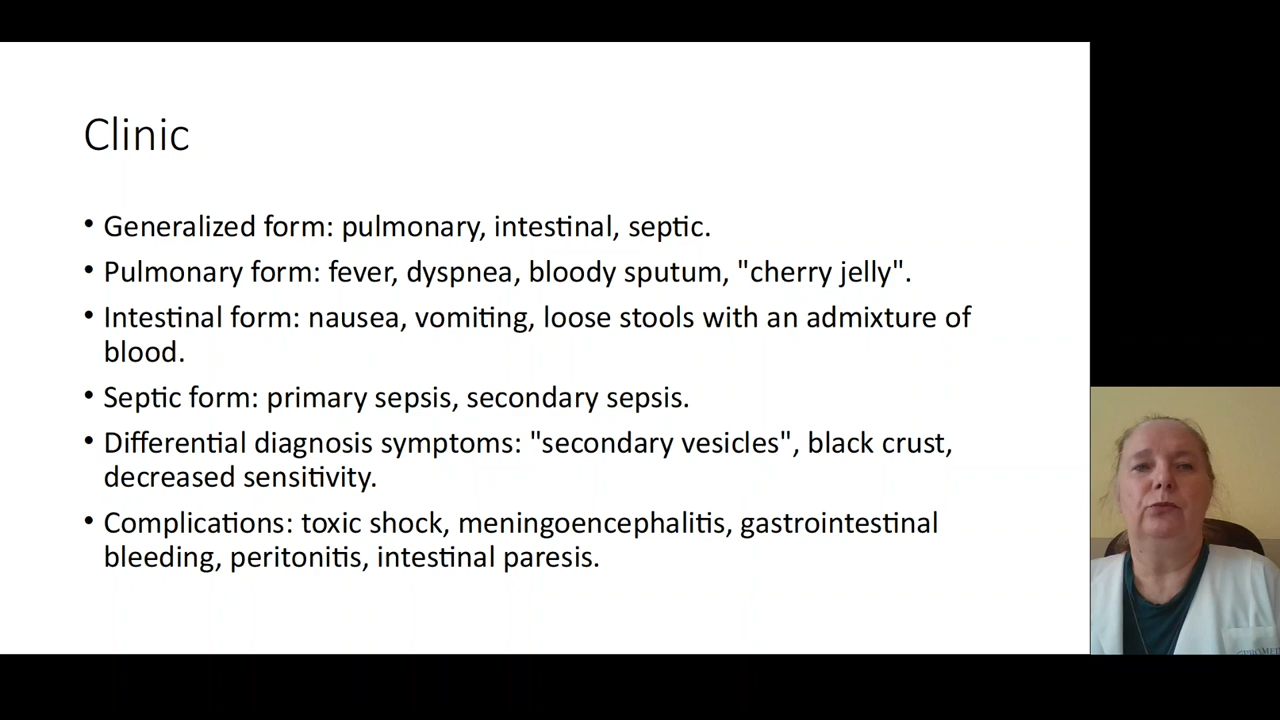 Clinic
• Generalized form: pulmonary, intestinal, septic.
• Pulmonary form: fever, dyspnea, bloody sputum, "cherry jelly".
• Intestinal form: nausea, vomiting, loose stools with an admixture of
blood.
• Septic form: primary sepsis, secondary sepsis.
• Differential diagnosis symptoms: "secondary vesicles", black crust,
decreased sensitivity.
• Complications: toxic shock, meningoencephalitis, gastrointestinal
bleeding, peritonitis, intestinal paresis.